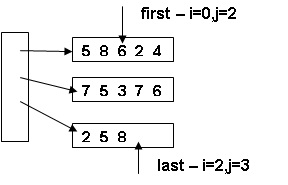 first – i=0,j=2
5 8 6 2 4
7 5 3 7 6
2 5 8
last – i=2,j=3